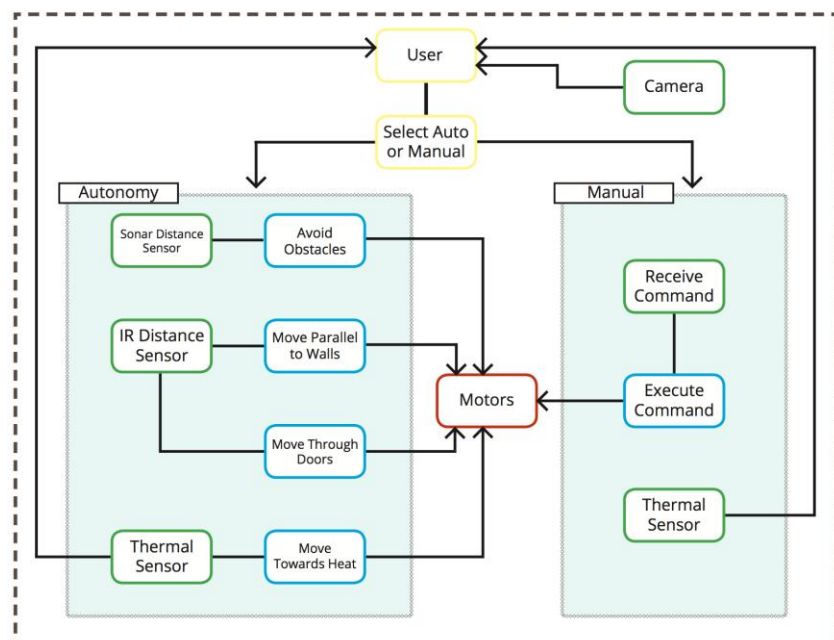 User
Camera
Select Auto
or Manual
Autonomy
Manual
Sonar Distance
Sensor
Avoid
Obstacles
Receive
Command
IR Distance
Sensor
Move Parallel
to Walls
Motors
Execute
Command
Move Through
Doors
Thermal
Sensor
Thermal
Sensor
Move
Towards Heat